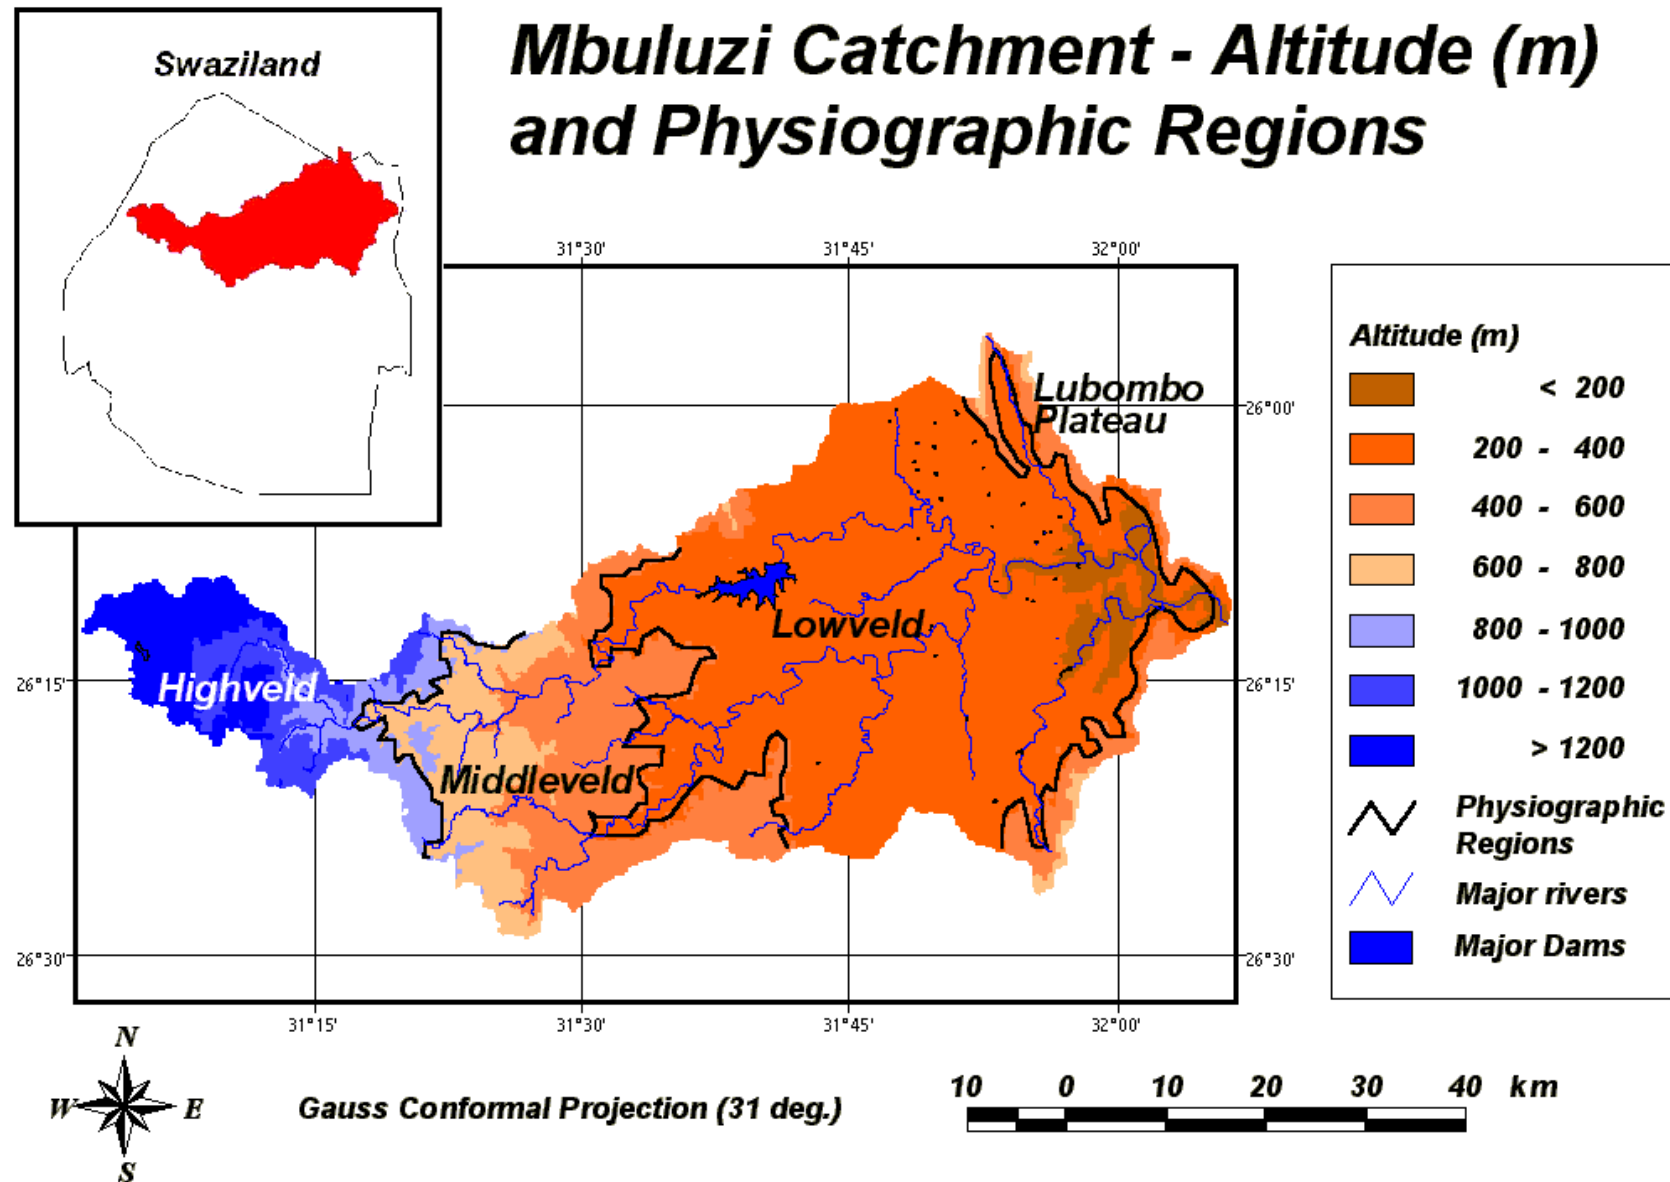 Swaziland
Mbuluzi Catchment - Altitude (m)
and Physiographic Regions
31°30'
31°45'
32°00'
Lubombo
Plateau
26°00'
Lowveld
Highveld
26°15'
26°15'
Middleveld
26°30'
26°30'
31°15'
31°30'
31°45'
32°00'
Altitude (m)
< 200
200 - 400
400 - 600
600 - 800
800 - 1000
1000 - 1200
> 1200
Physiographic
Regions
Major rivers
Major Dams
N
W E
S
Gauss Conformal Projection (31 deg.)
10 0 10 20 30 40 km